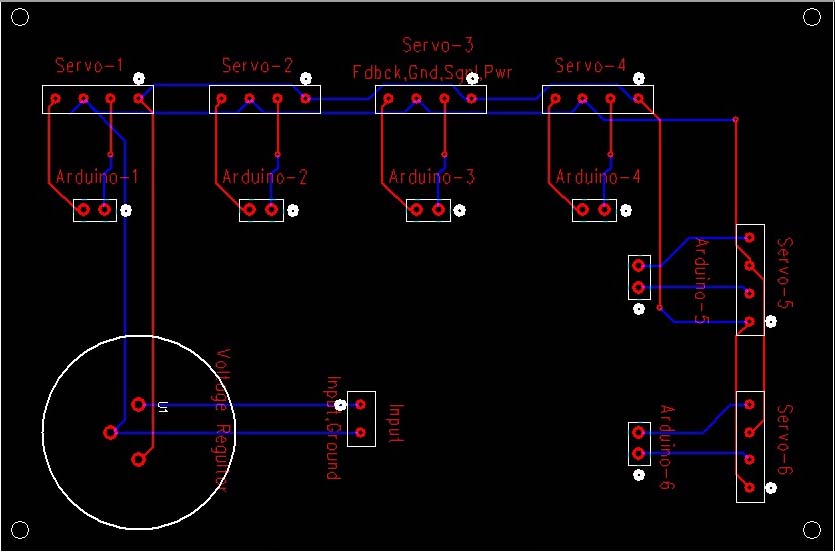 Servo-3
Servo-1
Servo-2
Fdbck,Gnd,Sgnl,Pwr
Servo-4
Arduino-1
Arduino-2
Arduino-3
Arduino-4
Arduino-5
Servo-5
U1
Voltage Regultor
Input,Ground
Input
Arduino-6
Servo-6